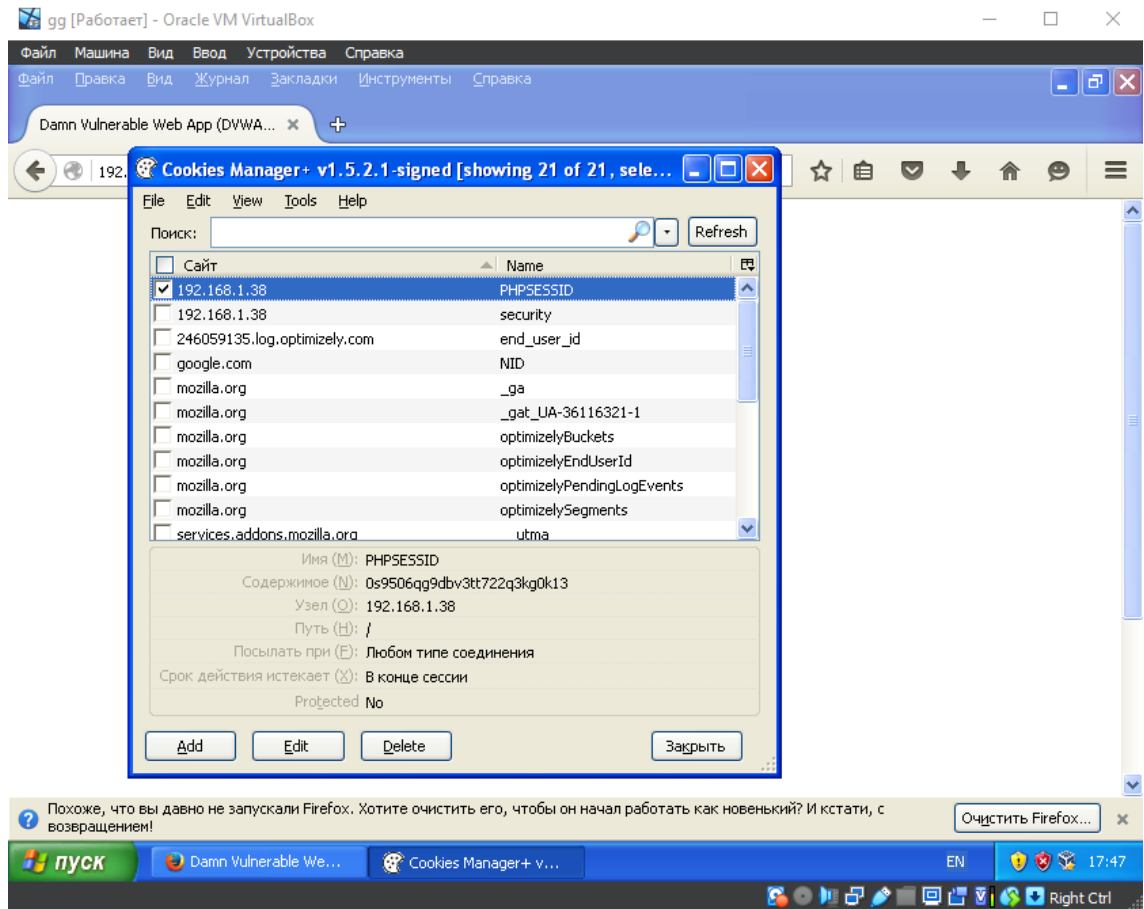 gg [Работает] - Oracle VM VirtualBox
Файл Машина Вид Ввод Устройства Справка
Файл Правка Вид Журнал Закладки Инструменты Справка
Damn Vulnerable Web App (DVWA...
192.
Cookies Manager+ v1.5.2.1-signed [showing 21 of 21, sele...
File Edit View Tools Help
Поиск: Refresh
Сайт Name
192.168.1.38 PHPSESSID
192.168.1.38 security
246059135.log.optimizely.com end_user_id
google.com NID
mozilla.org _ga
mozilla.org _gat_UA-36116321-1
mozilla.org optimizelyBuckets
mozilla.org optimizelyEndUserId
mozilla.org optimizelyPendingLogEvents
mozilla.org optimizelySegments
services.addons.mozilla.org __utma
Имя (M): PHPSESSID
Содержимое (N): 0s9506qg9dbv3tt722q3kg0k13
Узел (O): 192.168.1.38
Путь (H): /
Посылать при (F): Любом типе соединения
Срок действия истекает (X): В конце сессии
Protected No
Add Edit Delete Закрыть
Похоже, что вы давно не запускали Firefox. Хотите очистить его, чтобы он начал работать как новенький? И кстати, с
возвращением!
Очистить Firefox...
пуск Damn Vulnerable We... Cookies Manager+ v... EN 17:47
Right Ctrl